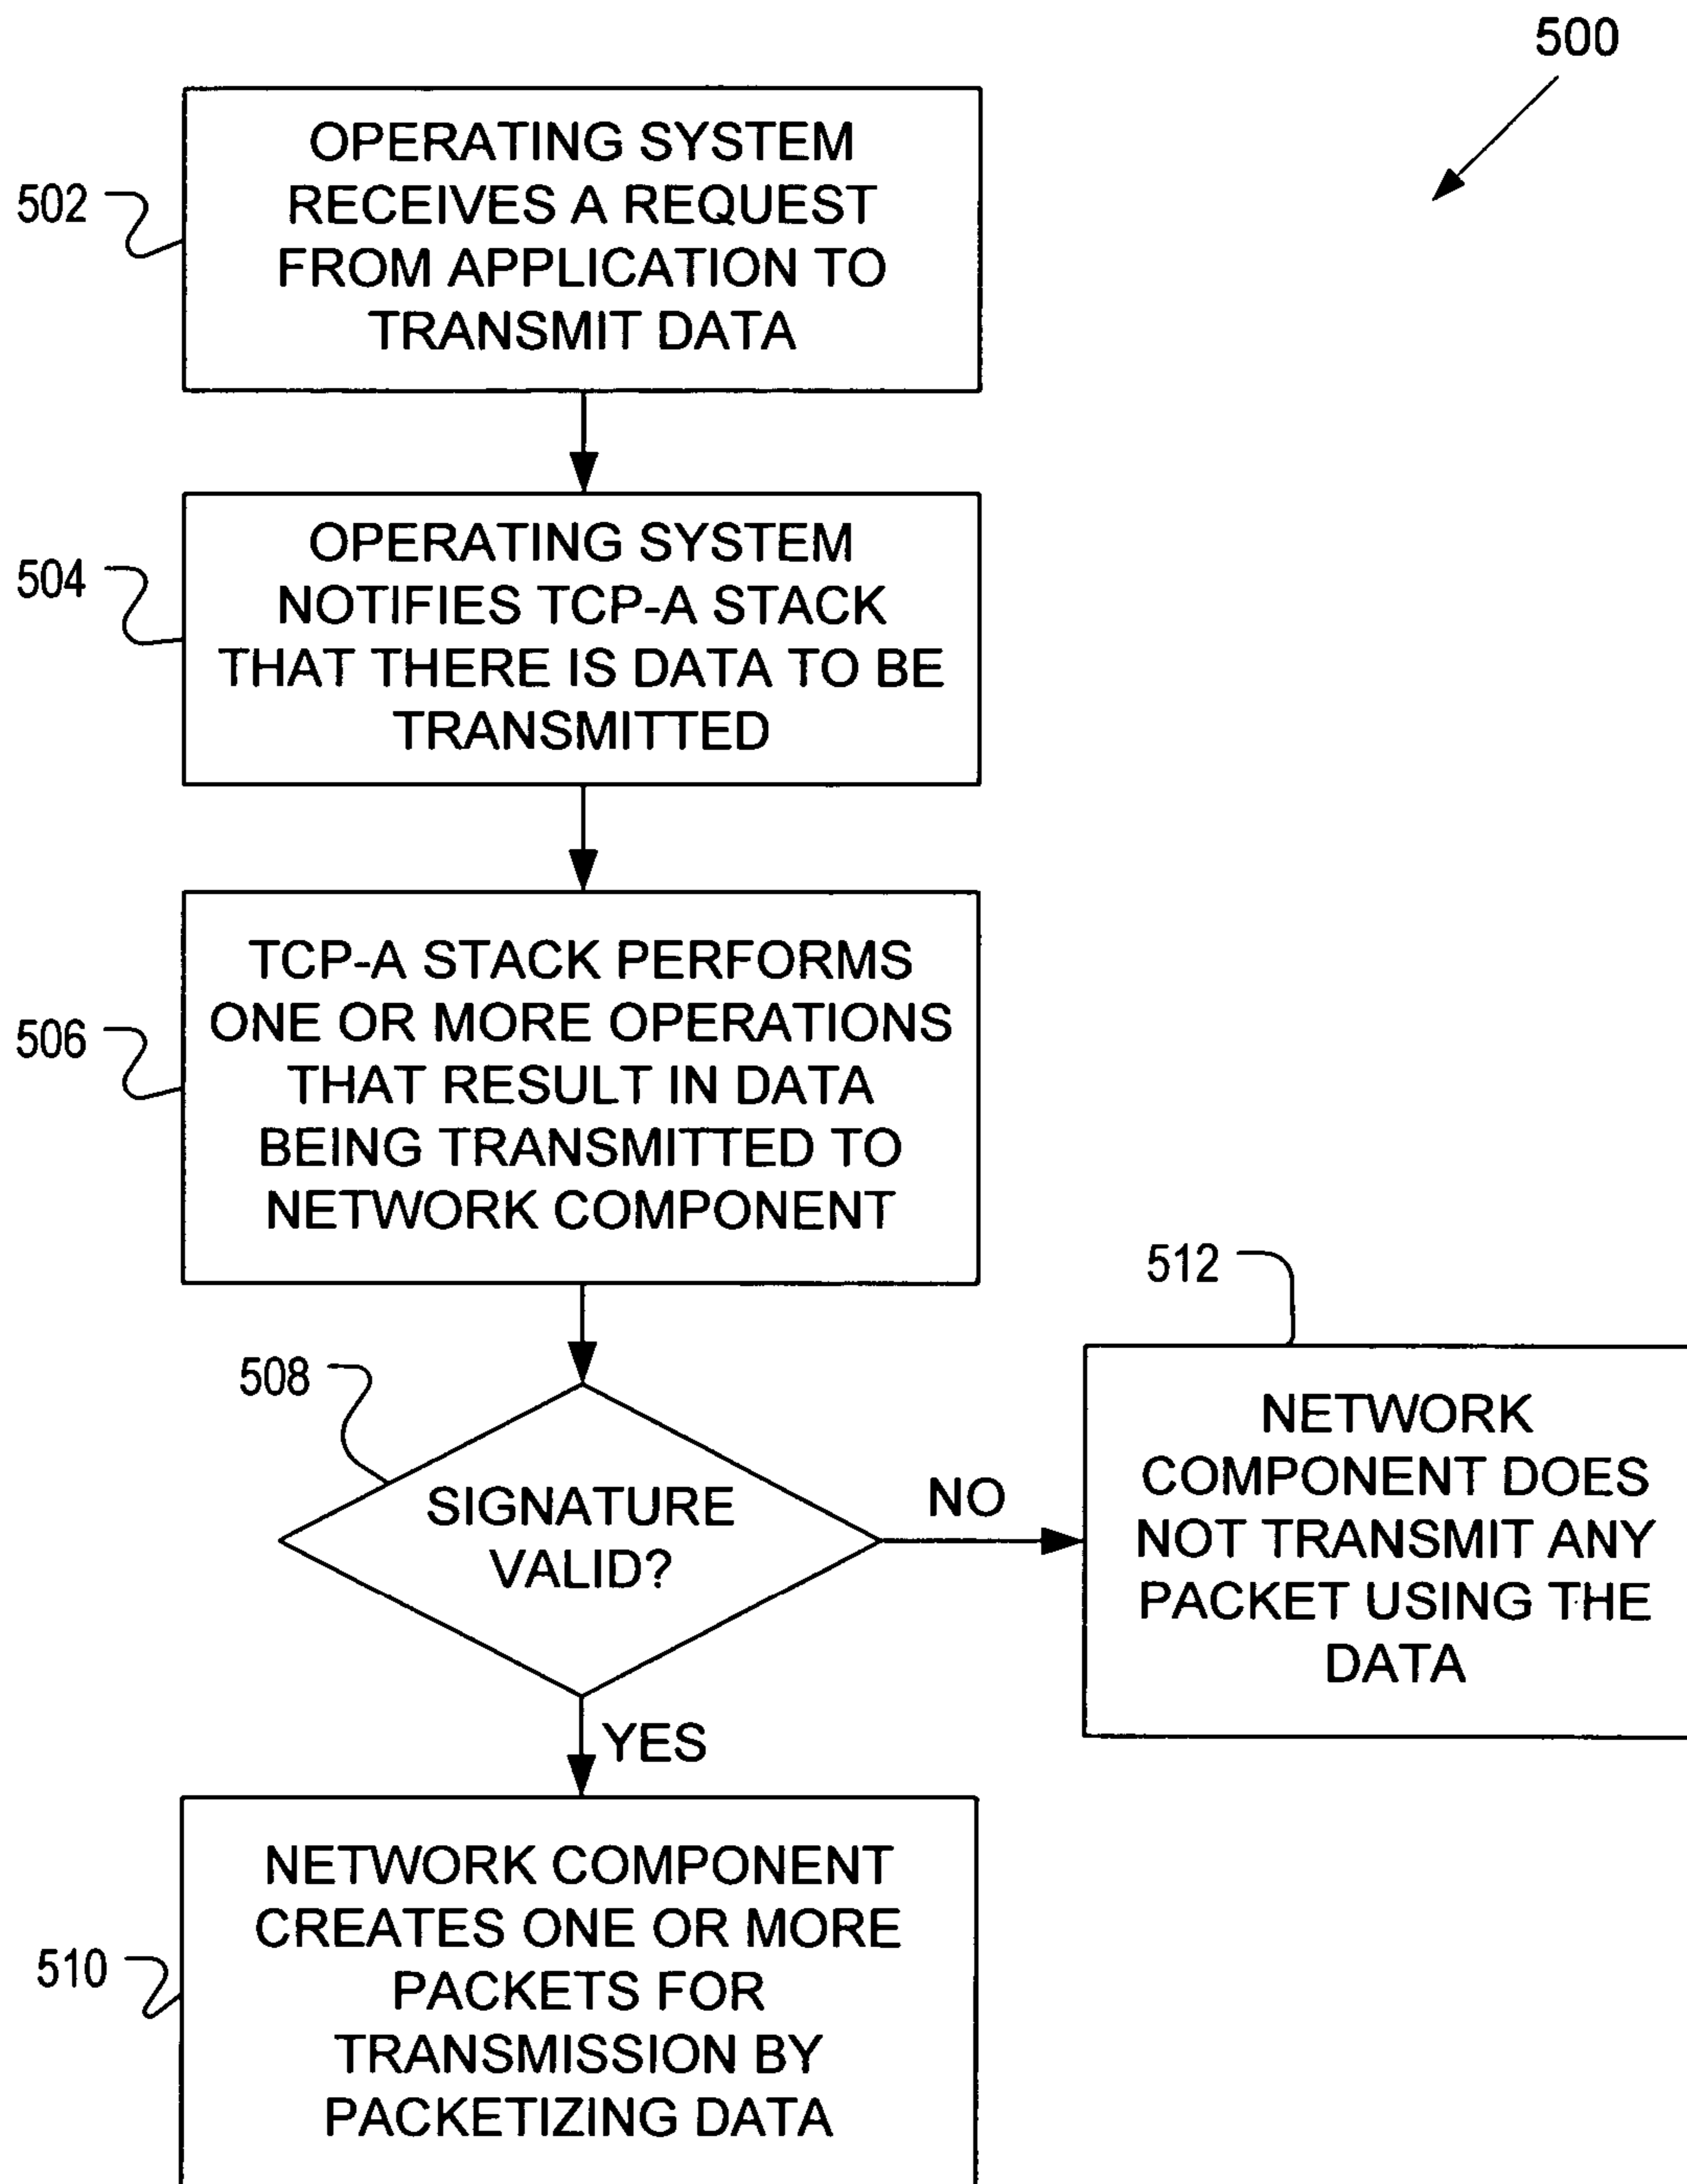 500
502
OPERATING SYSTEM
RECEIVES A REQUEST
FROM APPLICATION TO
TRANSMIT DATA
504
OPERATING SYSTEM
NOTIFIES TCP-A STACK
THAT THERE IS DATA TO BE
TRANSMITTED
506
TCP-A STACK PERFORMS
ONE OR MORE OPERATIONS
THAT RESULT IN DATA
BEING TRANSMITTED TO
NETWORK COMPONENT
508
SIGNATURE
VALID?
NO
512
NETWORK
COMPONENT DOES
NOT TRANSMIT ANY
PACKET USING THE
DATA
YES
510
NETWORK COMPONENT
CREATES ONE OR MORE
PACKETS FOR
TRANSMISSION BY
PACKETIZING DATA